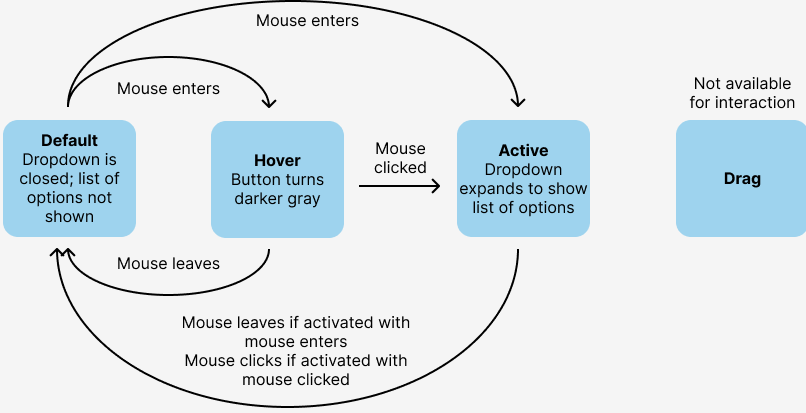 Mouse enters
Mouse enters
Not available
for interaction
Default
Dropdown is
closed; list of
options not
shown
Hover
Button turns
darker gray
Mouse
clicked
Active
Dropdown
expands to show
list of options
Drag
Mouse leaves
Mouse leaves if activated with
mouse enters
Mouse clicks if activated with
mouse clicked